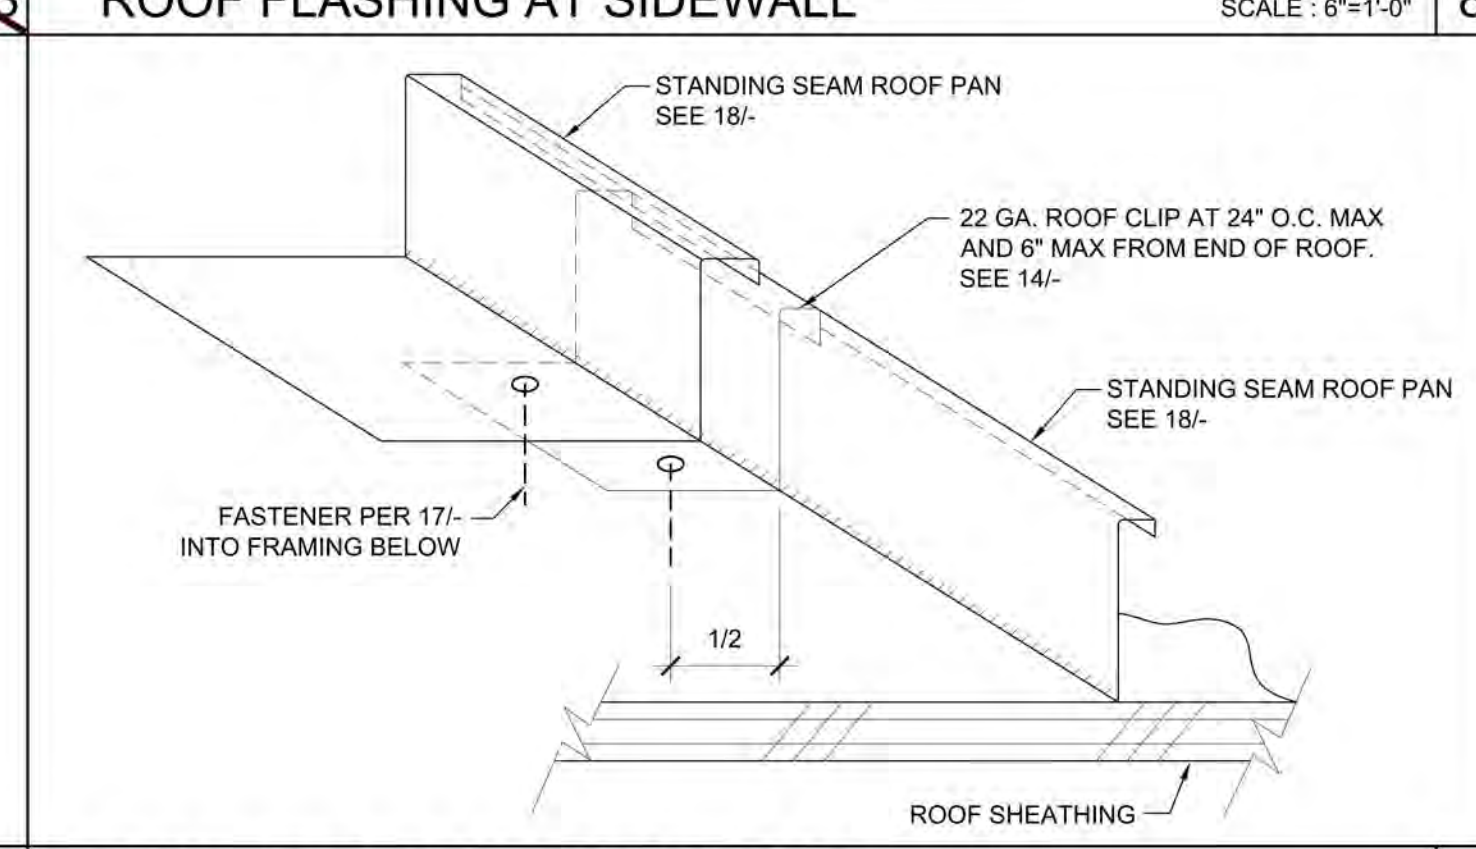 ROOF FLASHING AT SIDEWALL
SCALE : 6"=1'-0"
STANDING SEAM ROOF PAN
SEE 18/-
22 GA. ROOF CLIP AT 24" O.C. MAX
AND 6" MAX FROM END OF ROOF.
SEE 14/-
STANDING SEAM ROOF PAN
SEE 18/-
FASTENER PER 17/-
INTO FRAMING BELOW
1/2
ROOF SHEATHING